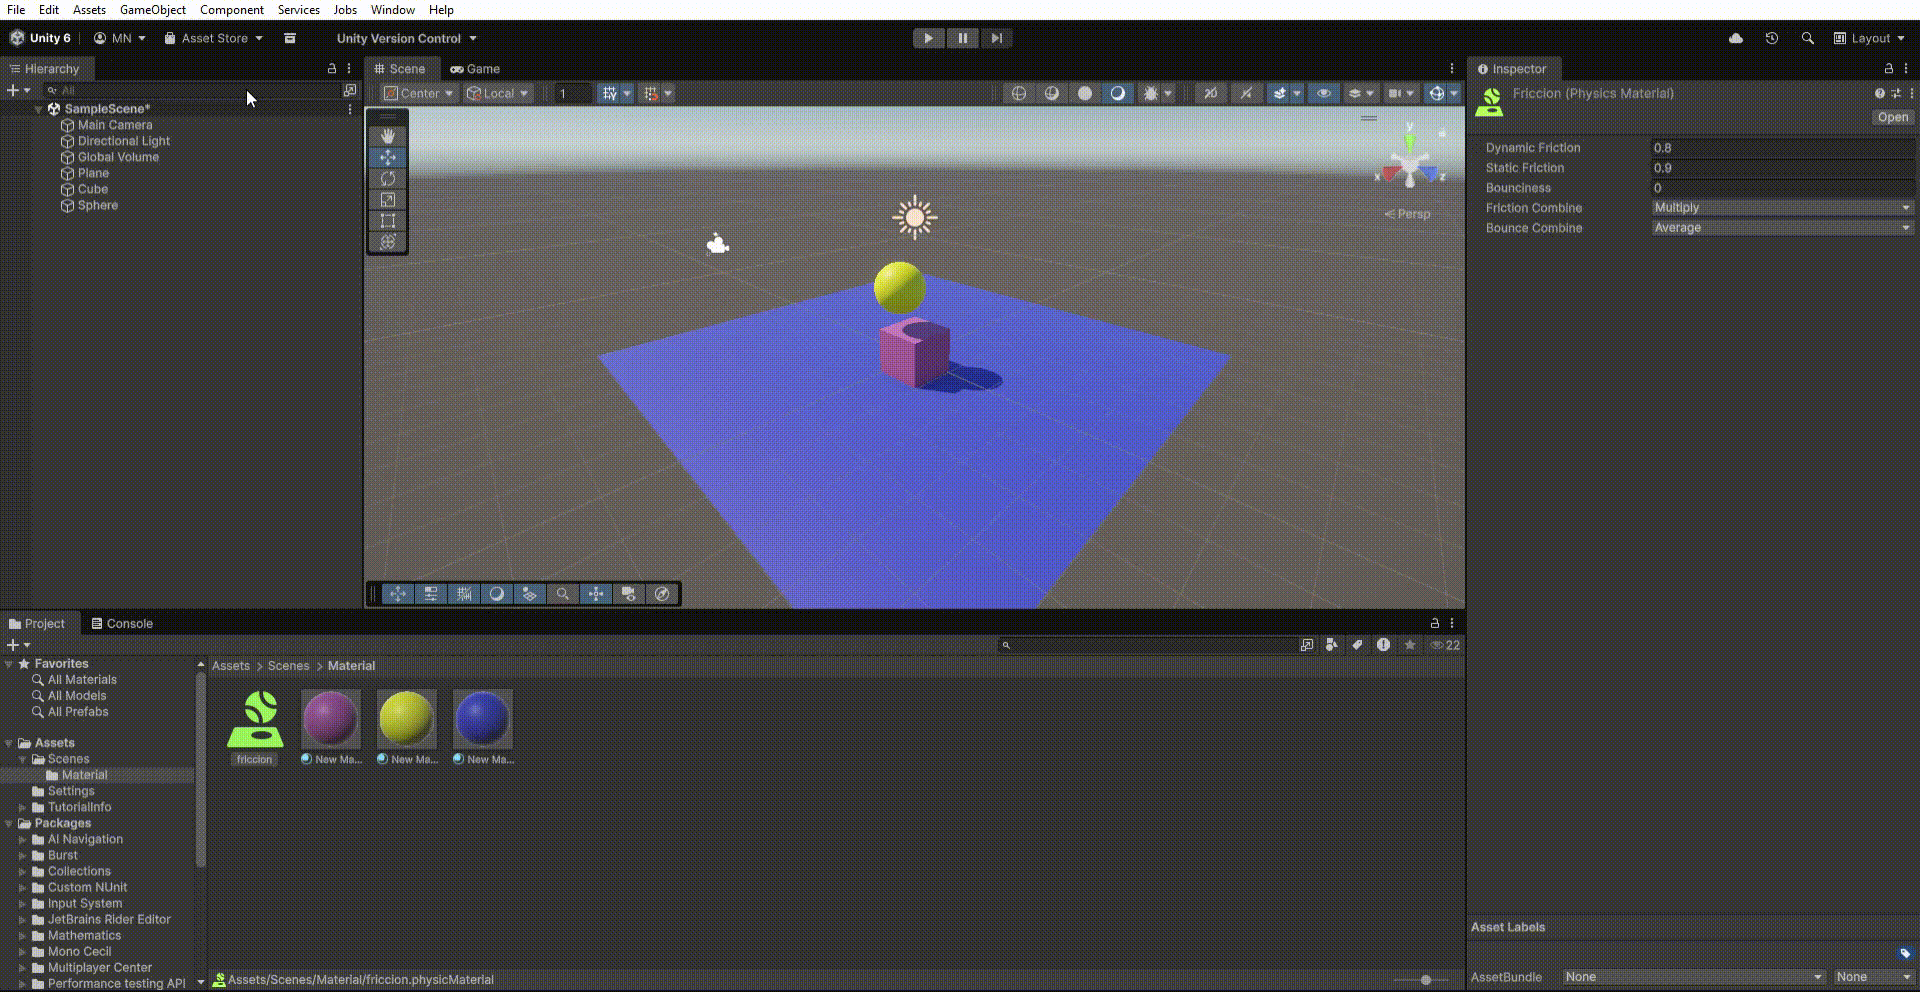 File Edit Assets GameObject Component Services Jobs Window Help
Unity 6 MN Asset Store Unity Version Control Layout
Hierarchy
All
SampleScene*
Main Camera
Directional Light
Global Volume
Plane
Cube
Sphere
Scene Game
Center Local 1 2D
y
x z
Persp
Inspector
Friccion (Physics Material)
Open
Dynamic Friction 0.8
Static Friction 0.9
Bounciness 0
Friction Combine Multiply
Bounce Combine Average
Project Console
22
Favorites
All Materials
All Models
All Prefabs
Assets
Scenes
Material
Settings
TutorialInfo
Packages
AI Navigation
Burst
Collections
Custom NUnit
Input System
JetBrains Rider Editor
Mathematics
Mono Cecil
Multiplayer Center
Performance testing API
Assets > Scenes > Material
friccion New Ma... New Ma... New Ma...
Assets/Scenes/Material/friccion.physicMaterial
Asset Labels
AssetBundle None None